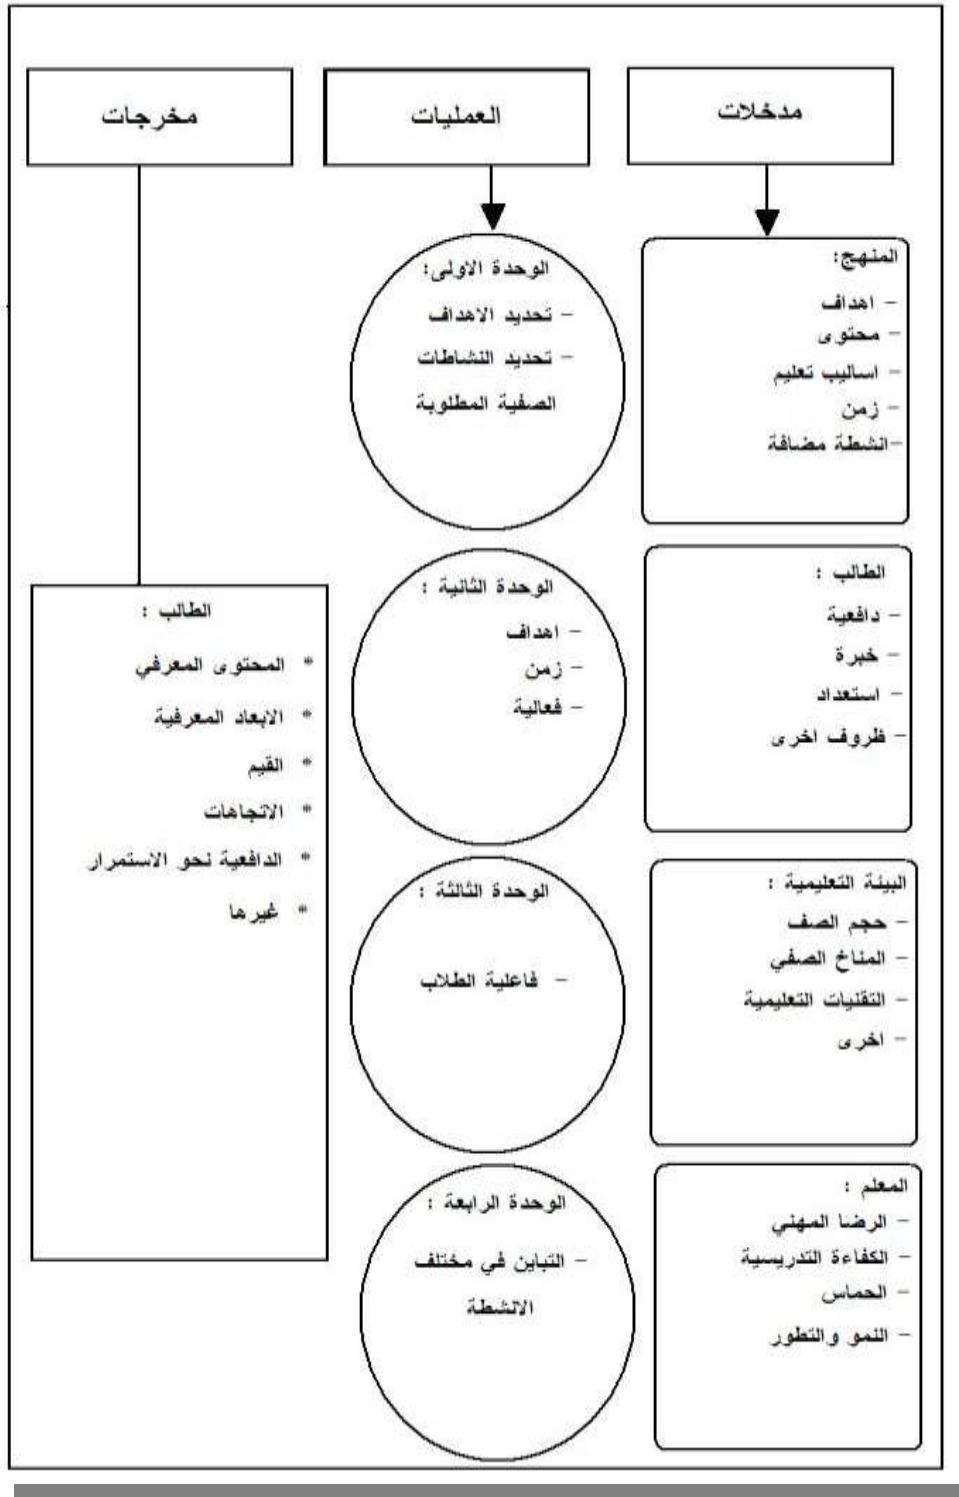 مدخلات
العمليات
مخرجات
المنهج:
- اهداف
- محتوى
- اساليب تعليم
- زمن
-انشطة مضافة
الطالب :
- دافعية
- خبرة
- استعداد
- ظروف اخرى
البيئة التعليمية :
- حجم الصف
- المناخ الصفي
- التقنيات التعليمية
- اخرى
المعلم :
- الرضا المهني
- الكفاءة التدريسية
- الحماس
- النمو والتطور
الوحدة الاولى:
- تحديد الاهداف
- تحديد النشاطات
الصفية المطلوبة
الوحدة الثانية :
- اهداف
- زمن
- فعالية
الوحدة الثالثة :
- فاعلية الطلاب
الوحدة الرابعة :
- التباين في مختلف
الانشطة
الطالب :
* المحتوى المعرفي
* الابعاد المعرفية
* القيم
* الاتجاهات
* الدافعية نحو الاستمرار
* غيرها